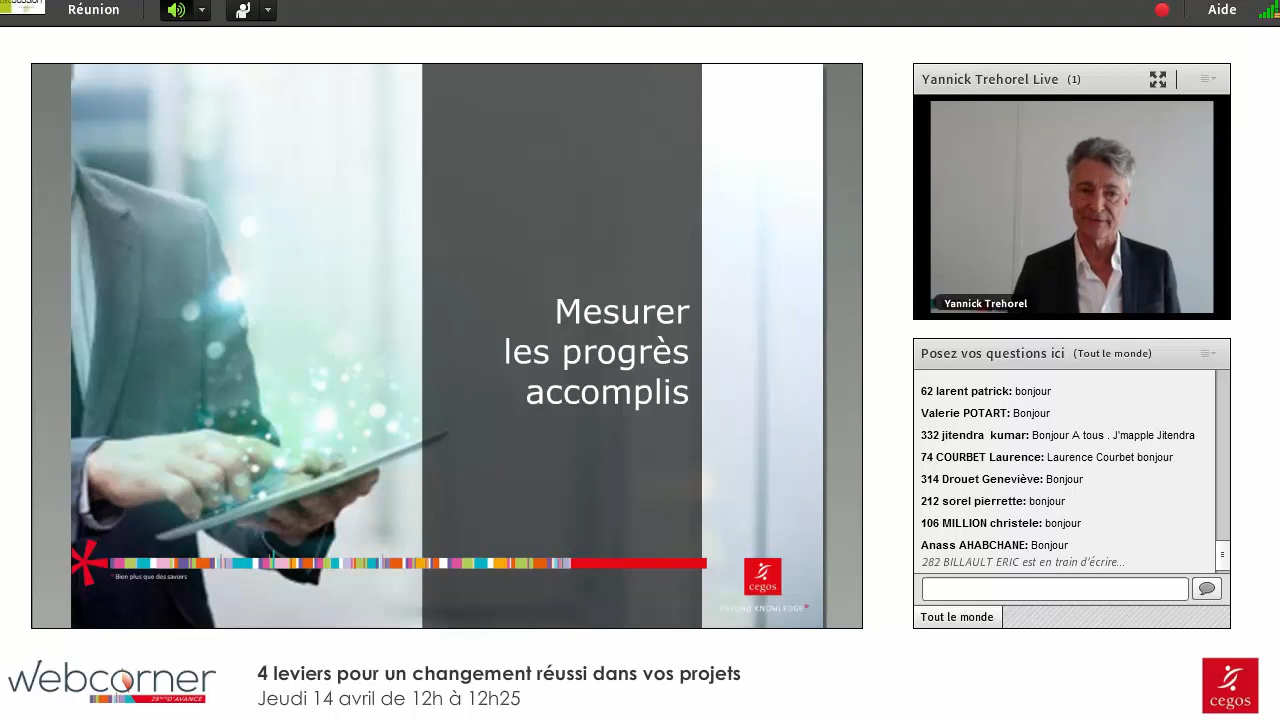 Réunion
Aide
Mesurer
les progrès
accomplis
* Bien plus que des savoirs
cegos
BEYOND KNOWLEDGE*
Yannick Trehorel Live (1)
Yannick Trehorel
Posez vos questions ici (Tout le monde)
62 larent patrick: bonjour
Valerie POTART: Bonjour
332 jitendra kumar: Bonjour A tous . J'mapple Jitendra
74 COURBET Laurence: Laurence Courbet bonjour
314 Drouet Geneviève: Bonjour
212 sorel pierrette: bonjour
106 MILLION christele: bonjour
Anass AHABCHANE: Bonjour
282 BILLAULT ERIC est en train d'écrire...
Tout le monde
webcorner
4 leviers pour un changement réussi dans vos projets
Jeudi 14 avril de 12h à 12h25
cegos